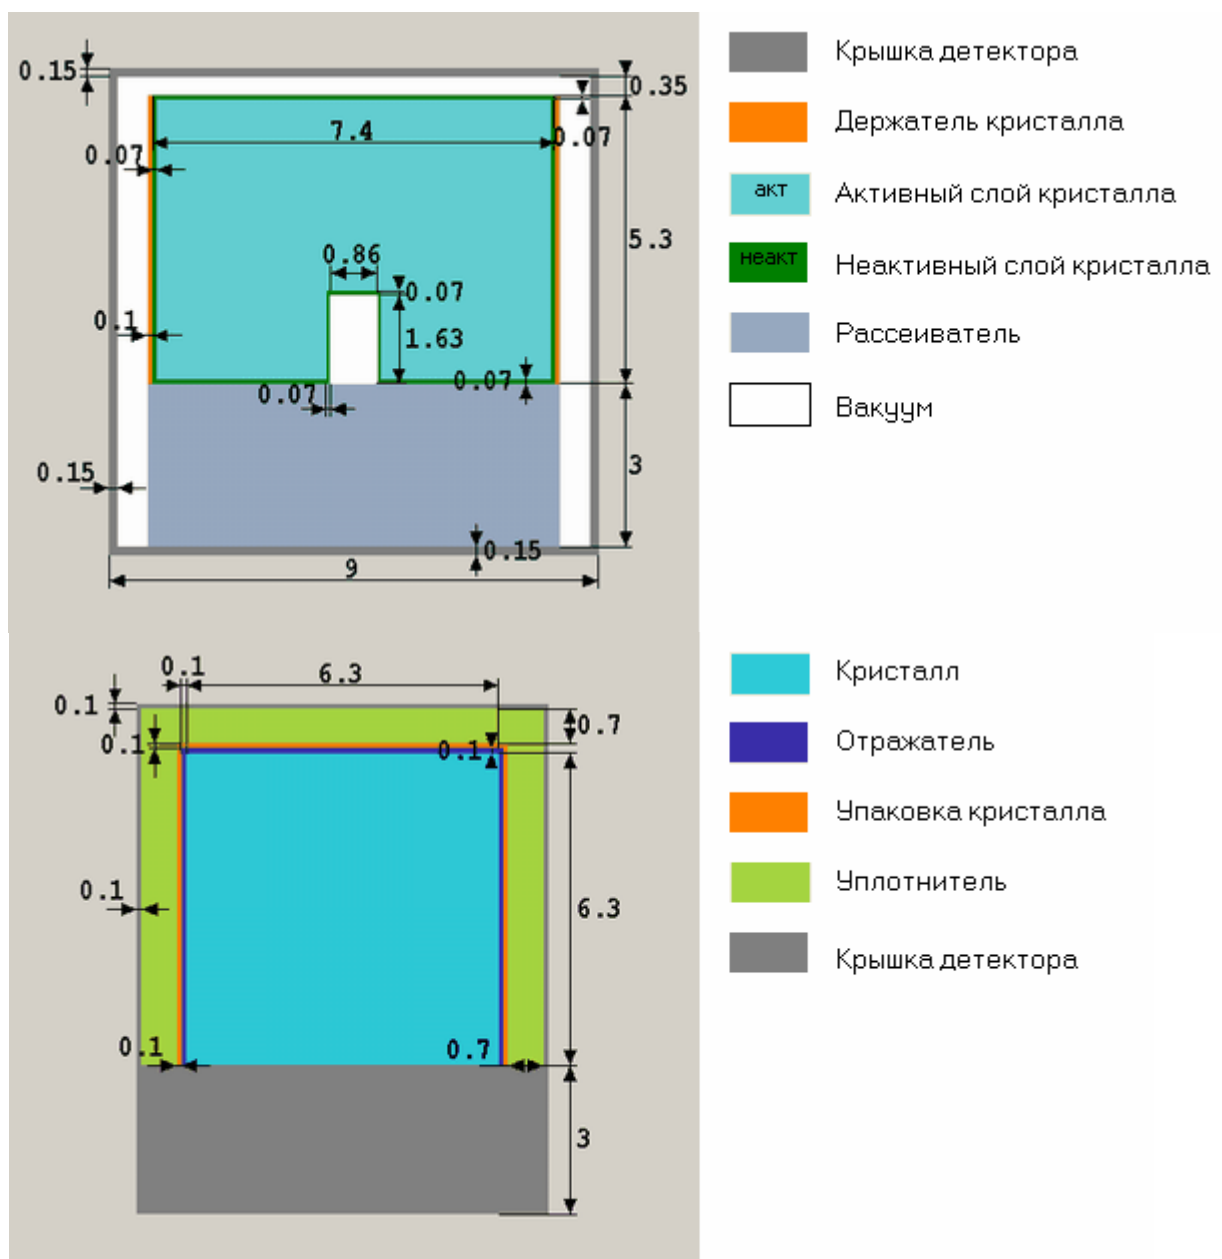 0.15
0.35
7.4
0.07
0.07
5.3
0.86
0.07
0.1
1.63
0.07
0.07
0.15
3
0.15
9
Крышка детектора
Держатель кристалла
акт Активный слой кристалла
неакт Неактивный слой кристалла
Рассеиватель
Вакуум
0.1
6.3
0.1
0.7
0.1
0.1
0.1
6.3
0.1
0.7
3
Кристалл
Отражатель
Упаковка кристалла
Уплотнитель
Крышка детектора